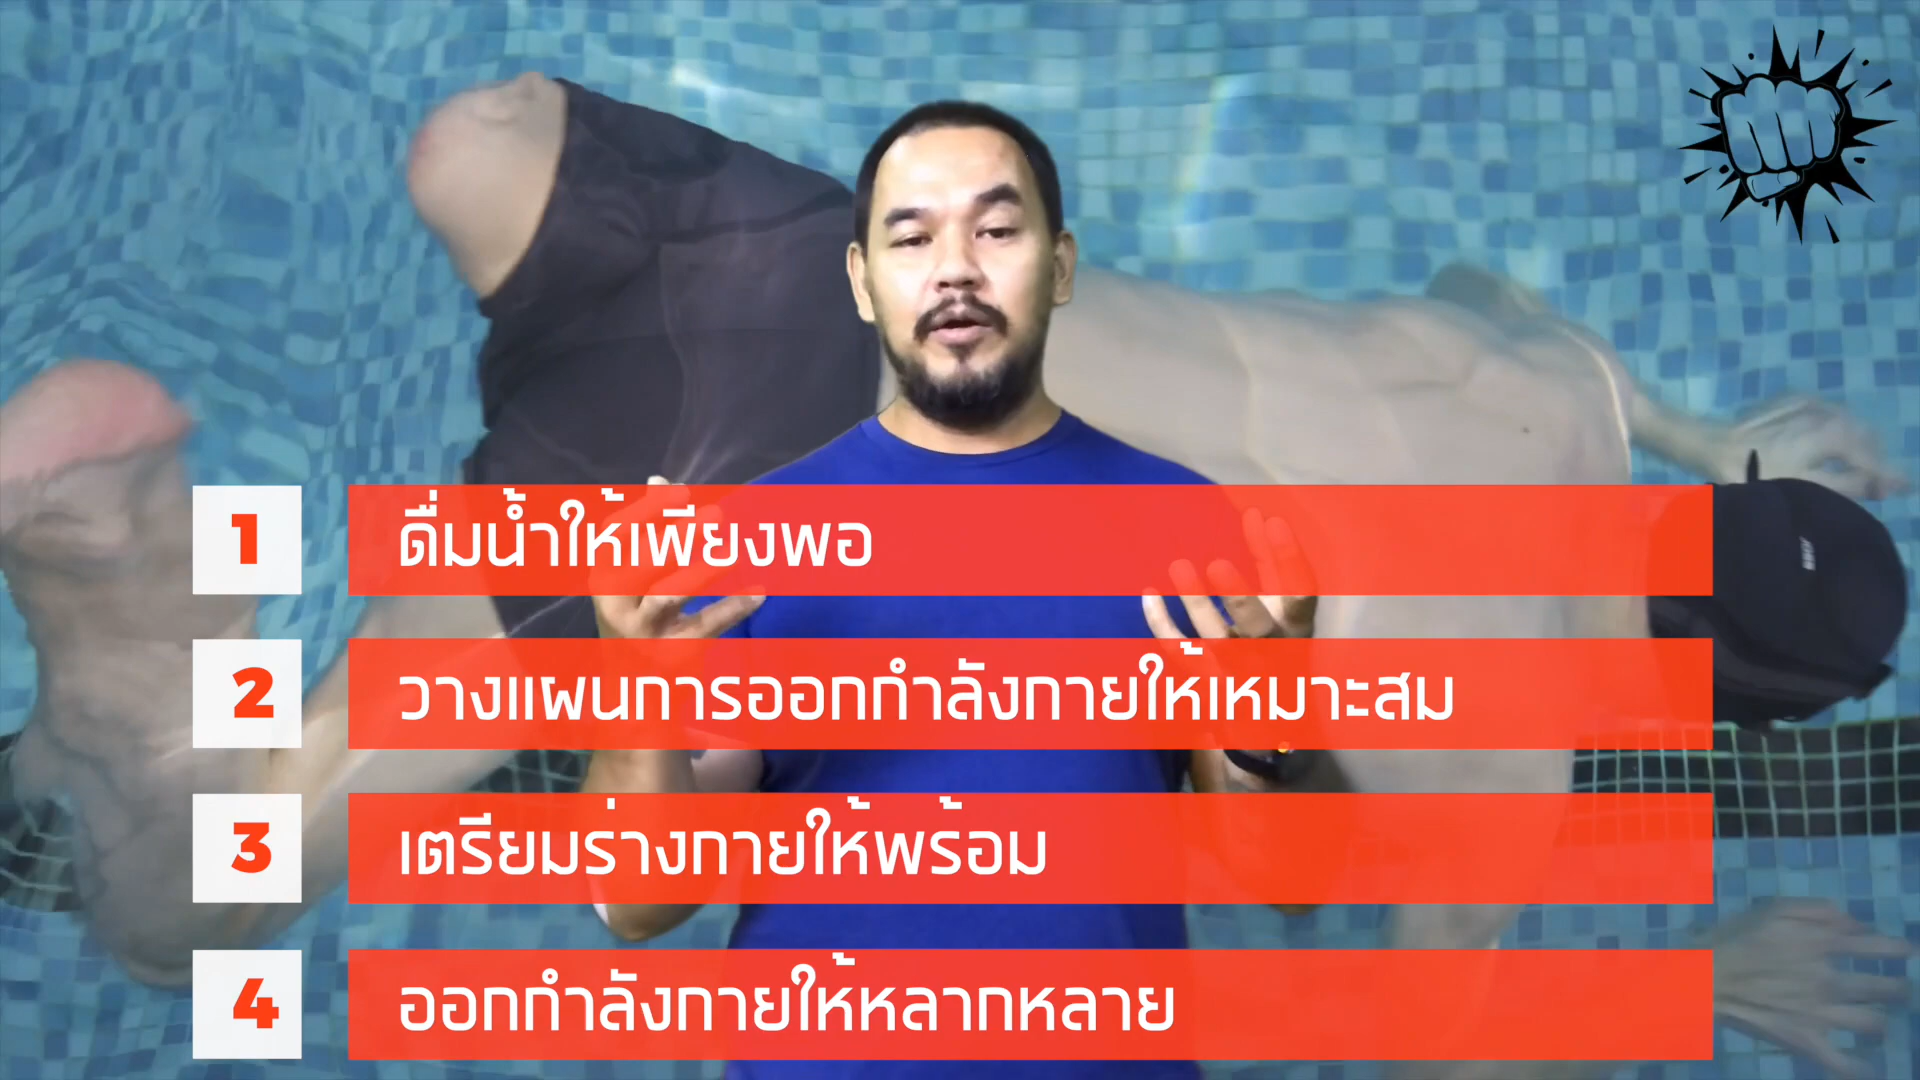 1 ดื่มน้ำให้เพียงพอ
2 วางแผนการออกกำลังกายให้เหมาะสม
3 เตรียมร่างกายให้พร้อม
4 ออกกำลังกายให้หลากหลาย